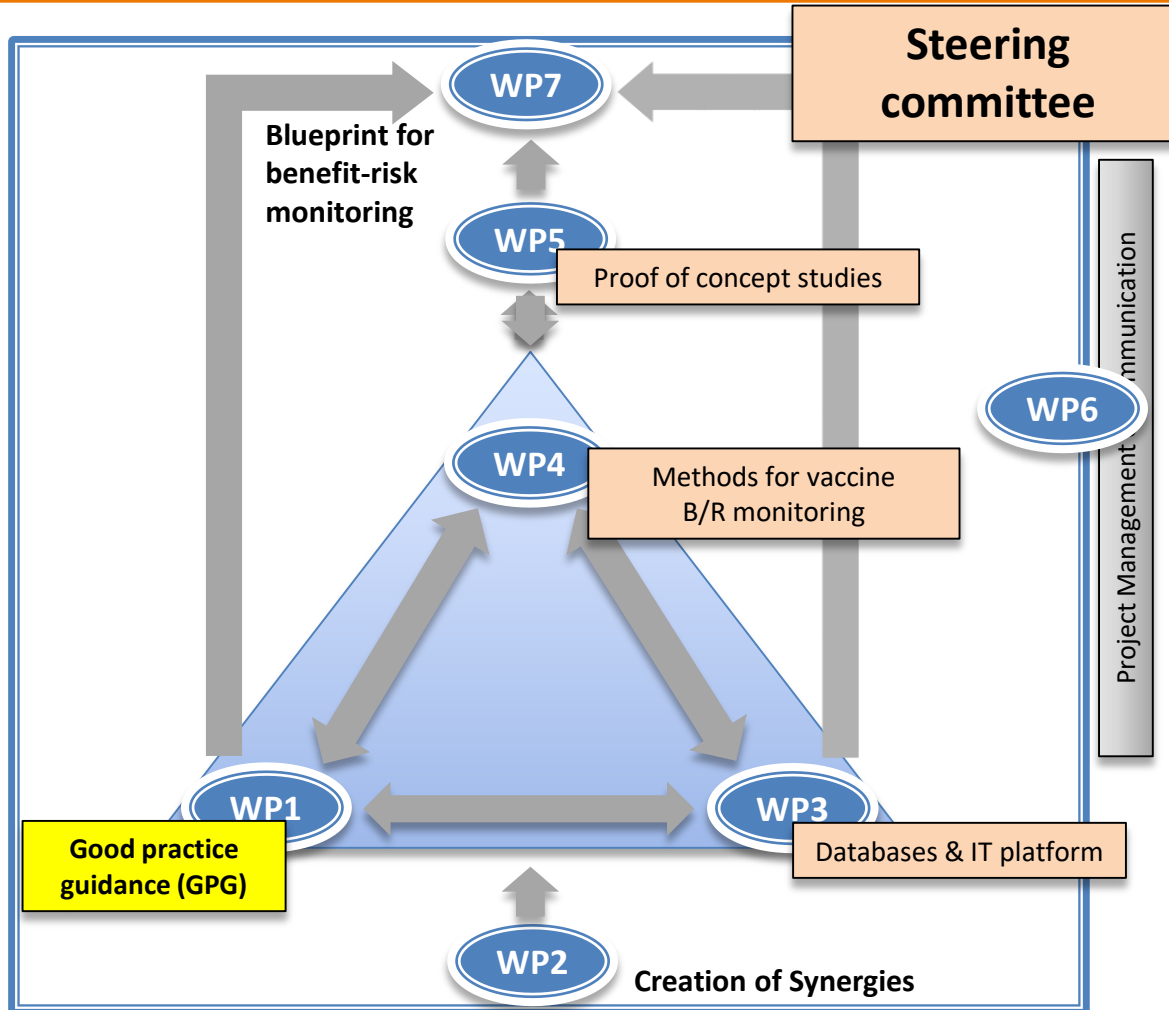 Steering
committee
WP7
Blueprint for
benefit-risk
monitoring
WP5
Proof of concept studies
Project Management
mmunication
WP6
WP4
Methods for vaccine
B/R monitoring
WP1
WP3
Good practice
guidance (GPG)
Databases & IT platform
WP2
Creation of Synergies